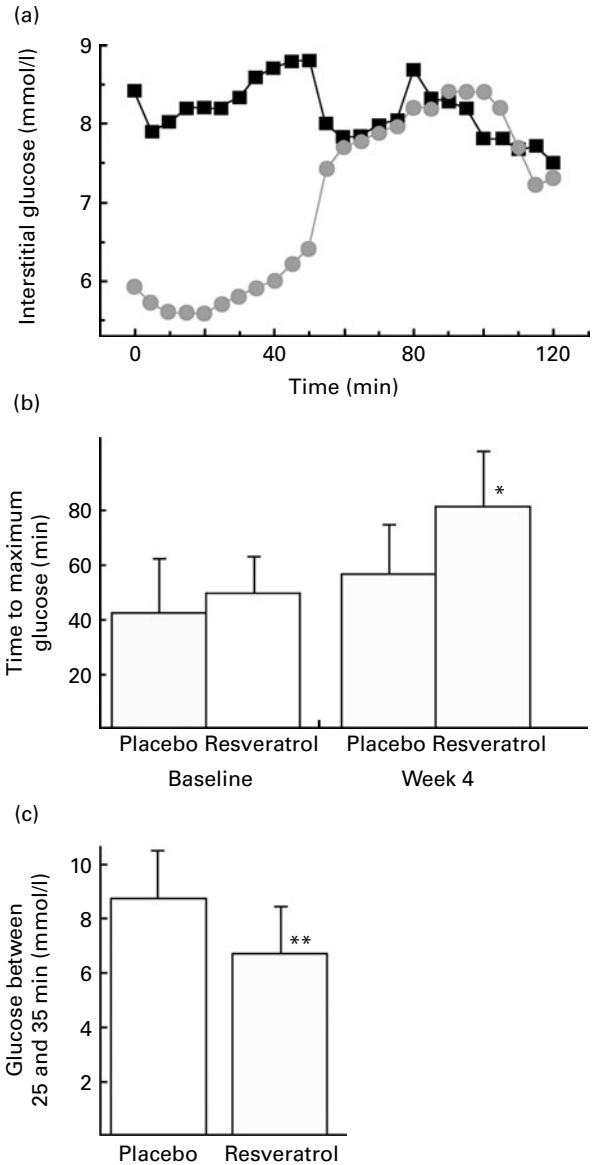 (a)
Interstitial glucose (mmol/l)
9
8
7
6
0 40 80 120
Time (min)
(b)
Time to maximum
glucose (min)
80
60
40
20
*
Placebo Resveratrol Placebo Resveratrol
Baseline Week 4
(c)
Glucose between
25 and 35 min (mmol/l)
10
8
6
4
2
**
Placebo Resveratrol